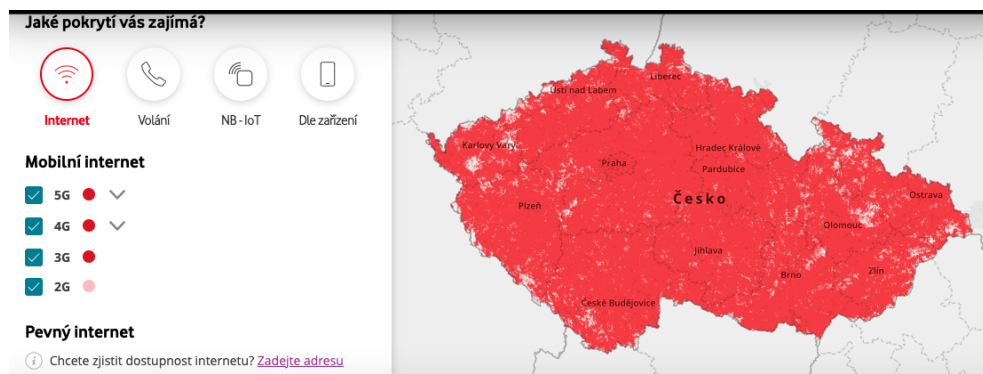 Jaké pokrytí vás zajímá?
Internet
Volání
NB-IoT
Dle zařízení
Mobilní internet
5G
4G
3G
2G
Pevný internet
i Chcete zjistit dostupnost internetu? Zadejte adresu
Liberec
Ústí nad Labem
Karlovy Vary
Hradec Králové
Praha
Pardubice
Česko
Plzeň
Ostrava
Olomouc
Jihlava
Brno
Zlín
České Budějovice